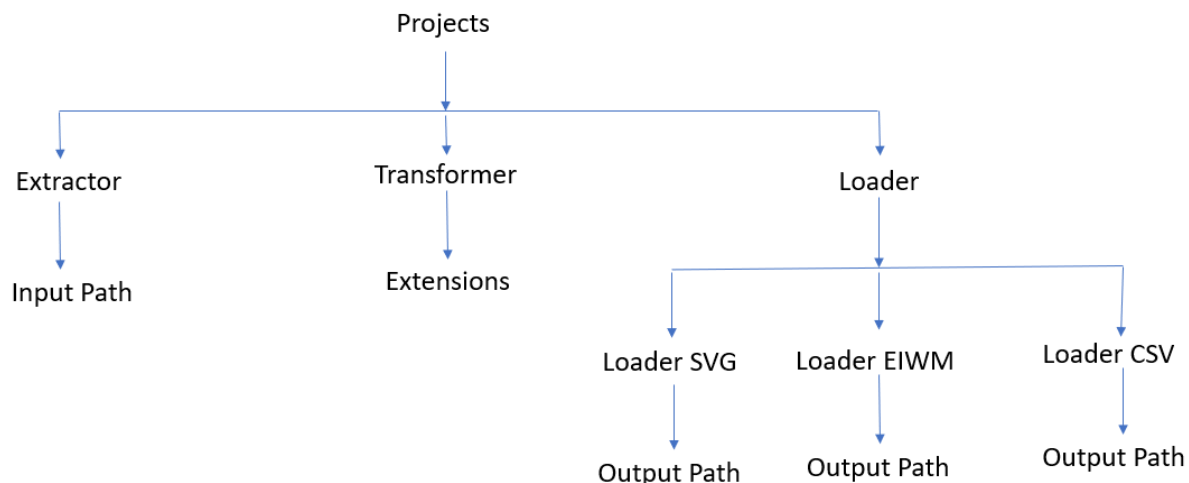 Projects
Extractor
Transformer
Loader
Input Path
Extensions
Loader SVG
Loader EIWM
Loader CSV
Output Path
Output Path
Output Path